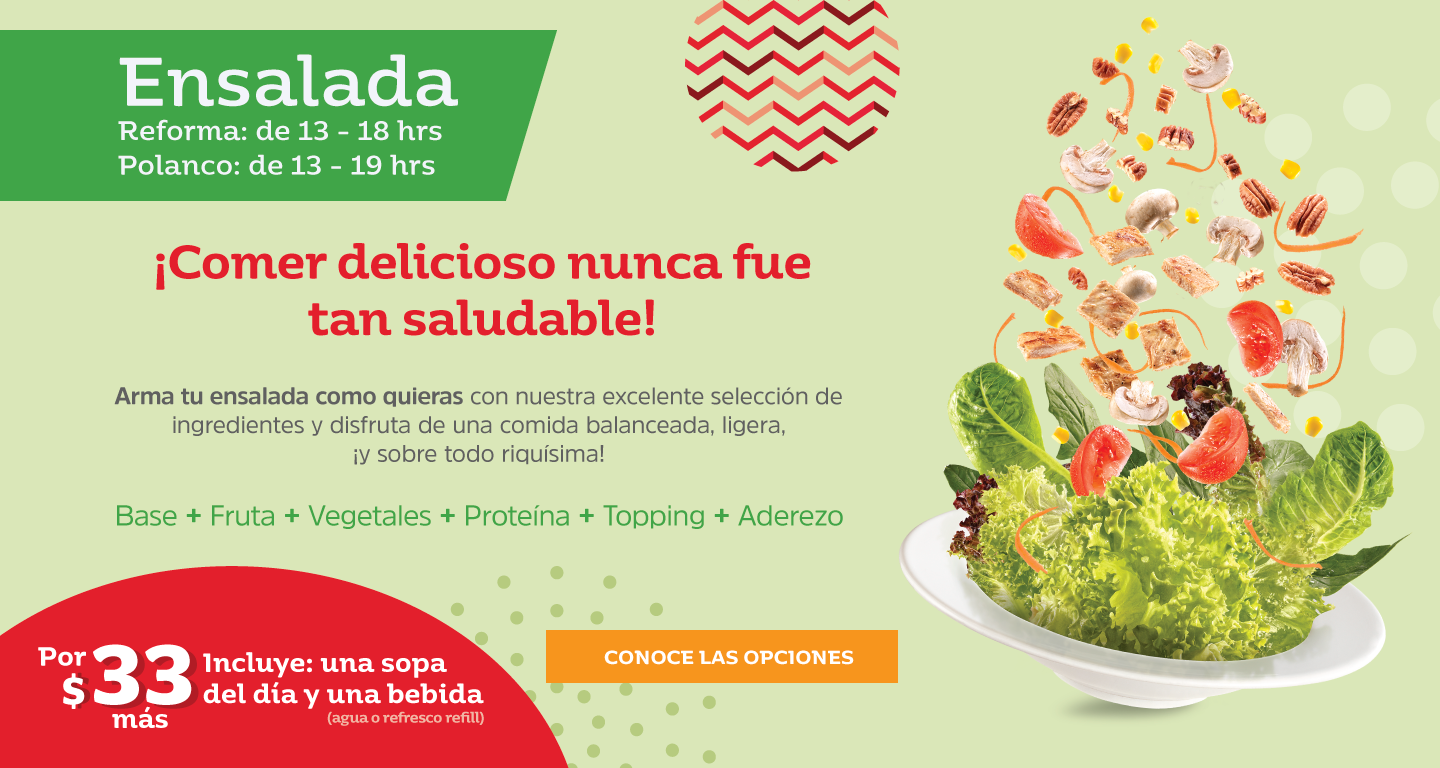 Ensalada
Reforma: de 13 - 18 hrs
Polanco: de 13 - 19 hrs
¡Comer delicioso nunca fue
tan saludable!
Arma tu ensalada como quieras con nuestra excelente selección de
ingredientes y disfruta de una comida balanceada, ligera,
¡y sobre todo riquísima!
Base + Fruta + Vegetales + Proteína + Topping + Aderezo
Por $33 más
Incluye: una sopa
del día y una bebida
(agua o refresco refill)
CONOCE LAS OPCIONES